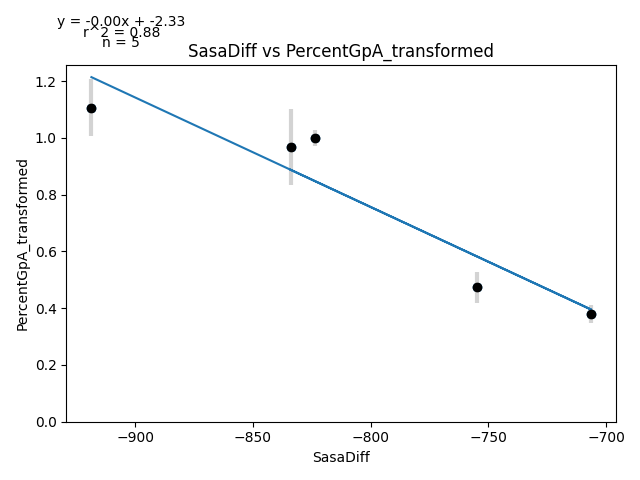 y = -0.00x + -2.33
r^2 = 0.88
n = 5
SasaDiff vs PercentGpA_transformed
PercentGpA_transformed
1.2
1.0
0.8
0.6
0.4
0.2
0.0
−900
−850
−800
−750
−700
SasaDiff